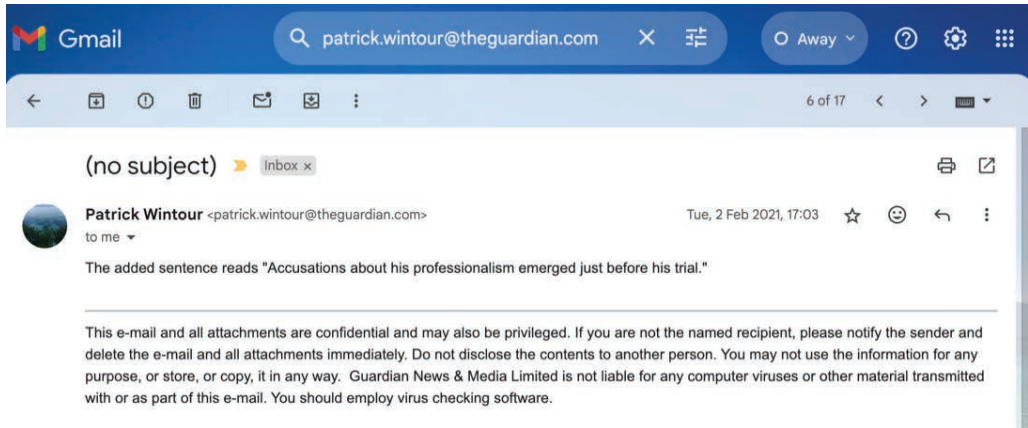 Gmail
patrick.wintour@theguardian.com
Away
6 of 17
(no subject)
Inbox x
Patrick Wintour <patrick.wintour@theguardian.com>
Tue, 2 Feb 2021, 17:03
to me
The added sentence reads "Accusations about his professionalism emerged just before his trial."
This e-mail and all attachments are confidential and may also be privileged. If you are not the named recipient, please notify the sender and
delete the e-mail and all attachments immediately. Do not disclose the contents to another person. You may not use the information for any
purpose, or store, or copy, it in any way.  Guardian News & Media Limited is not liable for any computer viruses or other material transmitted
with or as part of this e-mail. You should employ virus checking software.